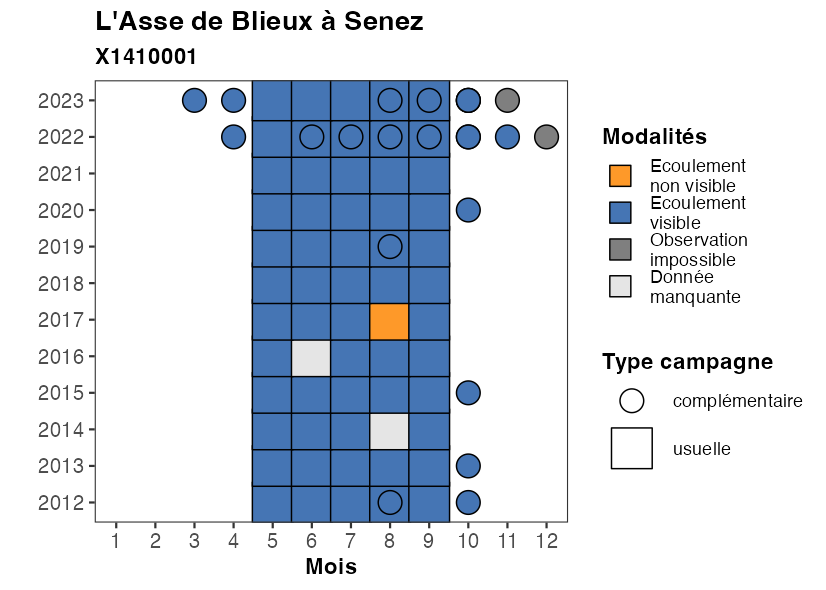 L'Asse de Blieux à Senez
X1410001
2023
2022
2021
2020
2019
2018
2017
2016
2015
2014
2013
2012
1 2 3 4 5 6 7 8 9 10 11 12
Mois
Modalités
Ecoulement
non visible
Ecoulement
visible
Observation
impossible
Donnée
manquante
Type campagne
complémentaire
usuelle